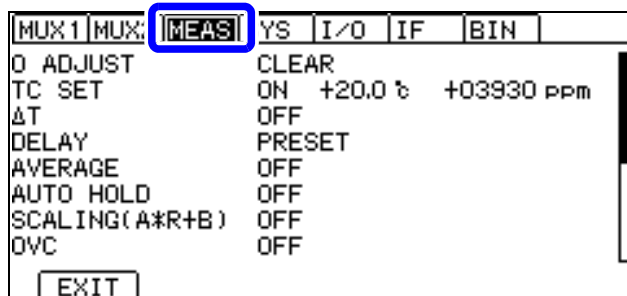 MUX1 MUX: MEAS YS I/O IF BIN
0 ADJUST CLEAR
TC SET ON +20.0 ℃ +03930 ppm
ΔT OFF
DELAY PRESET
AVERAGE OFF
AUTO HOLD OFF
SCALING(A*R+B) OFF
OVC OFF
EXIT